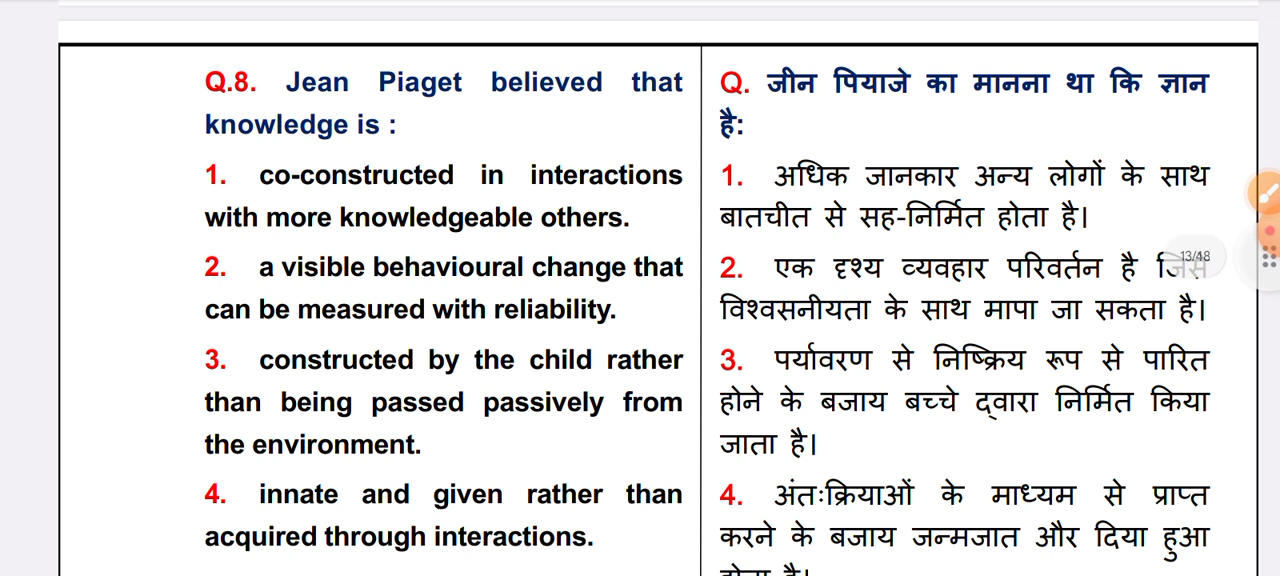 Q.8. Jean Piaget believed that
knowledge is :
1. co-constructed in interactions
with more knowledgeable others.
2. a visible behavioural change that
can be measured with reliability.
3. constructed by the child rather
than being passed passively from
the environment.
4. innate and given rather than
acquired through interactions.
Q. जीन पियाजे का मानना था कि ज्ञान
है:
1. अधिक जानकार अन्य लोगों के साथ
बातचीत से सह-निर्मित होता है।
2. एक दृश्य व्यवहार परिवर्तन है जिसे
विश्वसनीयता के साथ मापा जा सकता है।
3. पर्यावरण से निष्क्रिय रूप से पारित
होने के बजाय बच्चे द्वारा निर्मित किया
जाता है।
4. अंतःक्रियाओं के माध्यम से प्राप्त
करने के बजाय जन्मजात और दिया हुआ
13/48